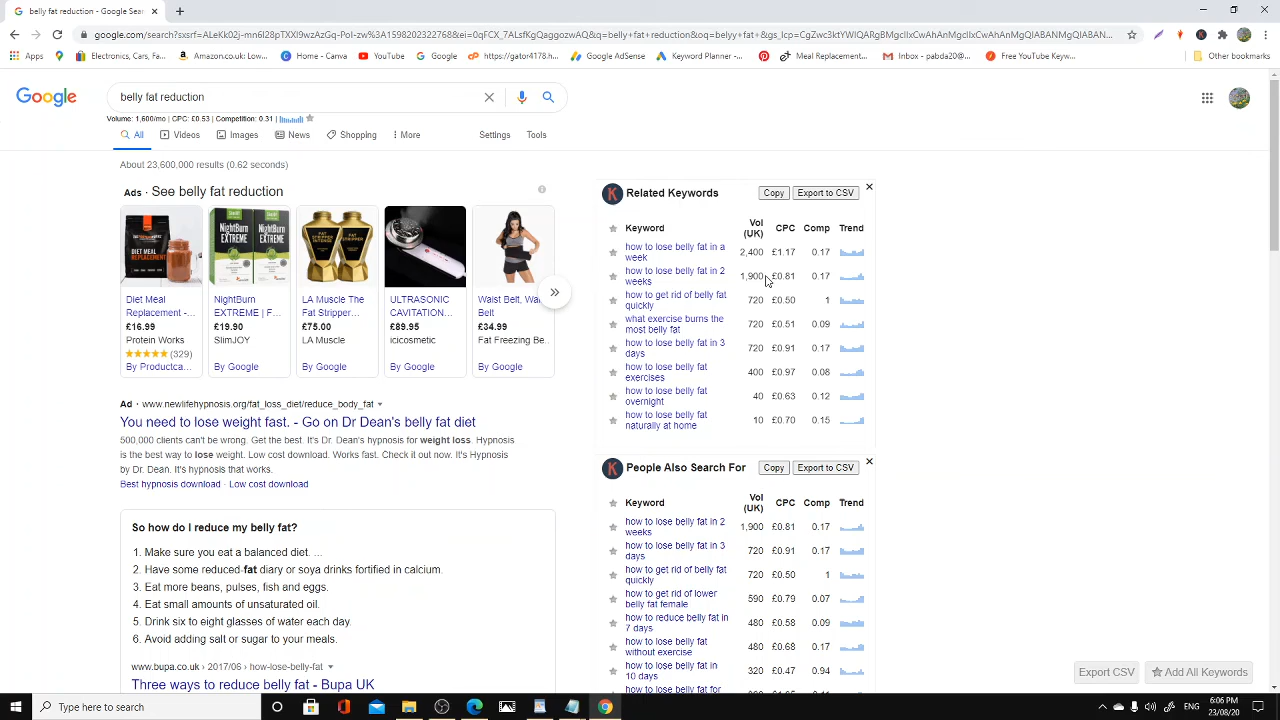 belly fat reduction - Google Sea
google.com/search?sxsrf=ALeKk02j-mn6I28pTXXI9wzAzGq-Pol-zw%3A1598202322768&ei=0qFCX_7ALsfKgQaggozwAQ&q=belly+fat+reduction&oq=belyy+fat+&gs_lcp=CgZwc3ktYWIQARgBMgcIIxCwAhAnMgcIIxCwAhAnMgQIABANMgQIABAN...
Apps
Electronics, Cars, Fa...
Amazon.co.uk: Low...
Home - Canva
YouTube
Google
https://gator4178.h...
Google AdSense
Keyword Planner -...
Meal Replacement...
Inbox - pabda20@...
Free YouTube Keyw...
Other bookmarks
Google
belly fat reduction
Volume: 1,600/mo | CPC: £0.53 | Competition: 0.31 |
All
Videos
Images
News
Shopping
More
Settings
Tools
About 23,600,000 results (0.62 seconds)
Ads · See belly fat reduction
Diet Meal
Replacement -...
£16.99
Protein Works
(329)
By Productca...
NightBurn
EXTREME | F...
£19.90
SlimJOY
By Google
LA Muscle The
Fat Stripper...
£75.00
LA Muscle
By Google
ULTRASONIC
CAVITATION...
£89.95
icicosmetic
By Google
Waist Belt, Wa
Belt
£34.99
Fat Freezing Be..
By Google
Ad · www.newlifehypnosis.org/fat_loss_diet/reduce_body_fat
You need to lose weight fast. - Go on Dr Dean's belly fat diet
500,000 clients can't be wrong. Get the best. It's Dr. Dean's hypnosis for weight loss. Hypnosis
is the best way to lose weight. Low cost download. Works fast. Check it out now. It's Hypnosis
by Dr. Dean. It's hypnosis that works.
Best hypnosis download · Low cost download
So how do I reduce my belly fat?
1. Make sure you eat a balanced diet. ...
2. Have some reduced-fat diary or soya drinks fortified in calcium.
3. Eat more beans, pulses, fish and eggs.
4. Eat small amounts of unsaturated oil.
5. Drink six to eight glasses of water each day.
6. Avoid adding salt or sugar to your meals.
www.bupa.co.uk › 2017/06 › how-lose-belly-fat
Three ways to reduce belly fat - Bupa UK
K Related Keywords Copy Export to CSV
Keyword Vol (UK) CPC Comp Trend
how to lose belly fat in a week 2,400 £1.17 0.17
how to lose belly fat in 2 weeks 1,900 £0.81 0.17
how to get rid of belly fat quickly 720 £0.50 1
what exercise burns the most belly fat 720 £0.51 0.09
how to lose belly fat in 3 days 720 £0.91 0.17
how to lose belly fat exercises 400 £0.97 0.08
how to lose belly fat overnight 40 £0.63 0.12
how to lose belly fat naturally at home 10 £0.70 0.15
K People Also Search For Copy Export to CSV
Keyword Vol (UK) CPC Comp Trend
how to lose belly fat in 2 weeks 1,900 £0.81 0.17
how to lose belly fat in 3 days 720 £0.91 0.17
how to get rid of belly fat quickly 720 £0.50 1
how to get rid of lower belly fat female 590 £0.79 0.07
how to reduce belly fat in 7 days 480 £0.58 0.09
how to lose belly fat without exercise 480 £0.68 0.17
how to lose belly fat in 10 days 320 £0.47 0.94
how to lose belly fat for
Export CSV
Add All Keywords
Type here to search
ENG
6:06 PM
23/08/20